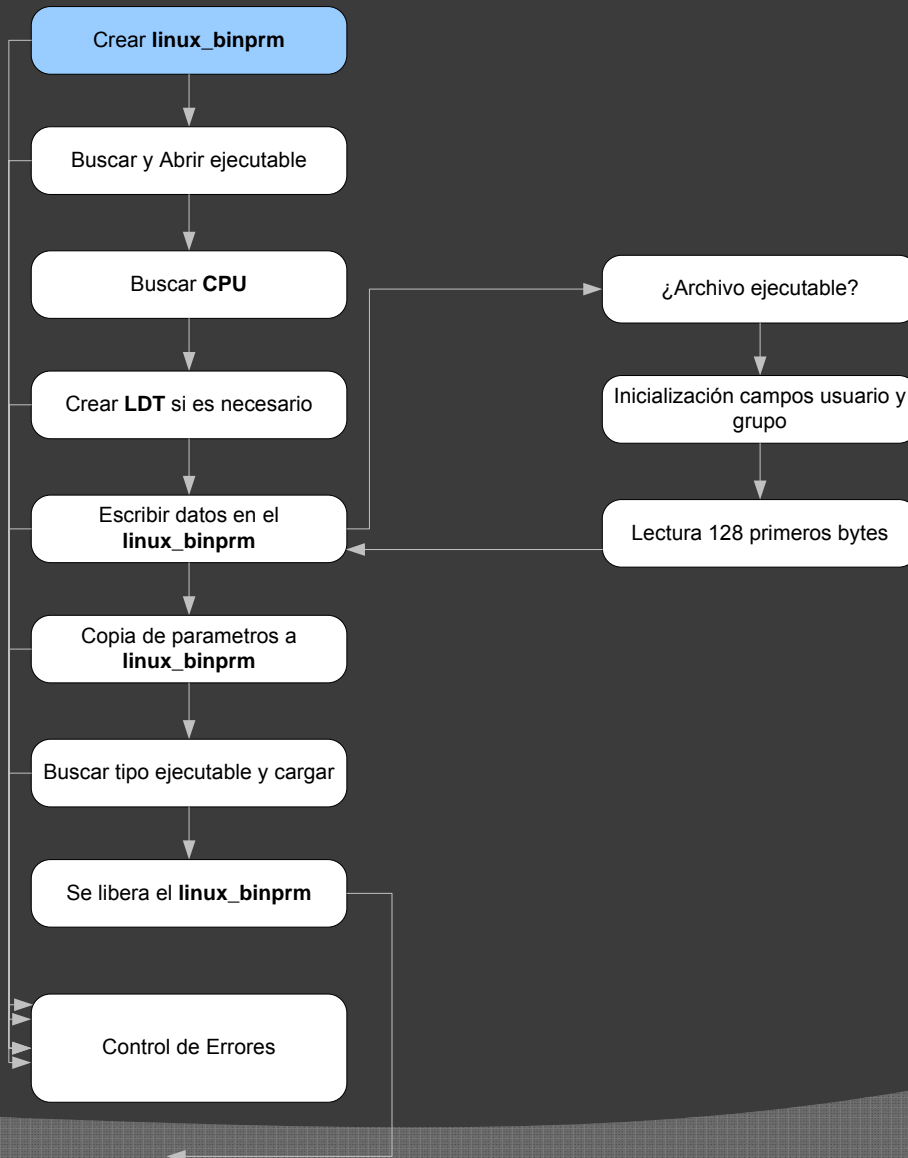 Crear linux_binprm
Buscar y Abrir ejecutable
Buscar CPU
Crear LDT si es necesario
Escribir datos en el
linux_binprm
Copia de parametros a
linux_binprm
Buscar tipo ejecutable y cargar
Se libera el linux_binprm
Control de Errores
¿Archivo ejecutable?
Inicialización campos usuario y
grupo
Lectura 128 primeros bytes